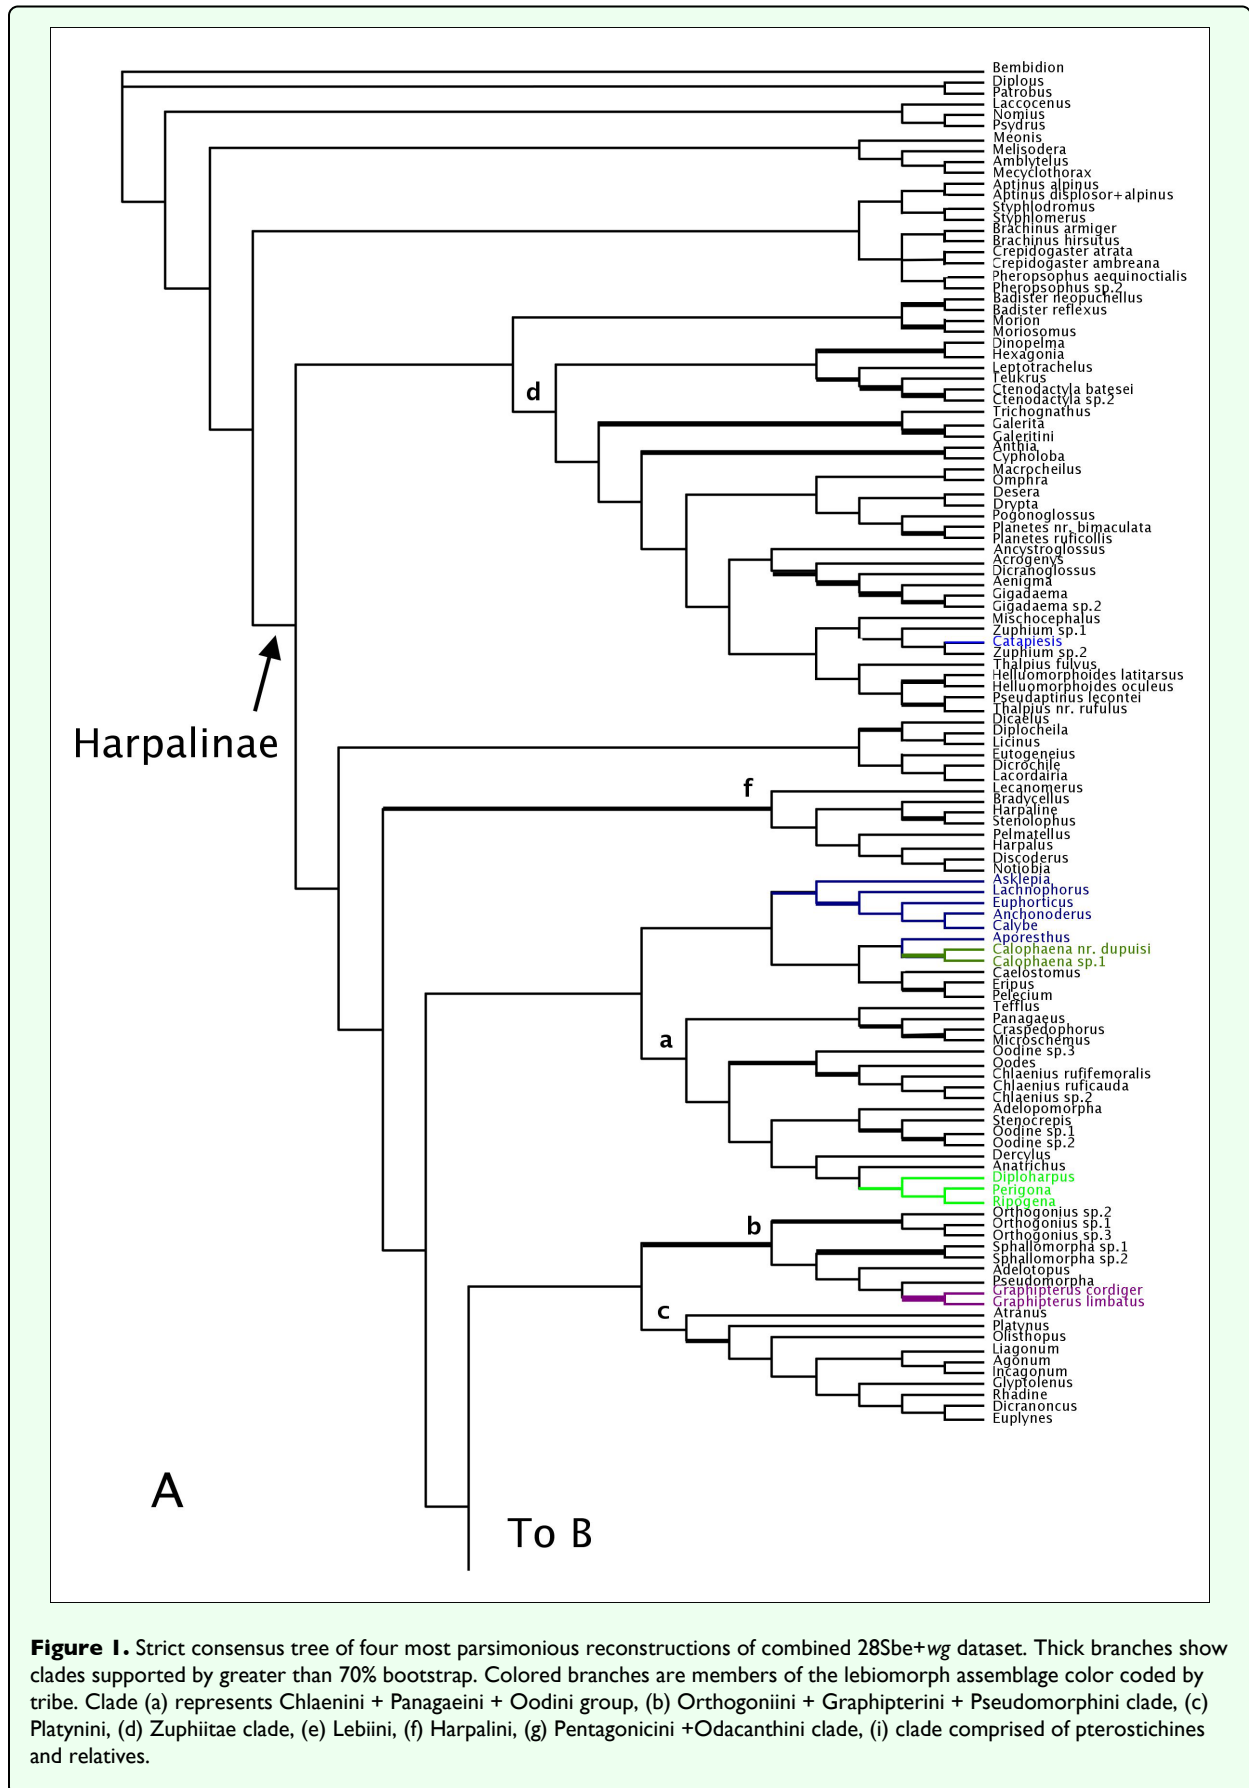 Bembidion
Diplous
Patrobus
Laccocenus
Nomius
Psydrus
Meonis
Melisodera
Amblytelus
Mecyclothorax
Aptinus alpinus
Aptinus displosor+alpinus
Styphlodromus
Styphlomerus
Brachinus armiger
Brachinus hirsutus
Crepidogaster atrata
Crepidogaster ambreana
Pheropsophus aequinoctialis
Pheropsophus sp.2
Badister neopuchellus
Badister reflexus
Morion
Moriosomus
Dinopelma
Hexagonia
Leptotrachelus
Teukrus
d
Ctenodactyla batesei
Ctenodactyla sp.2
Trichognathus
Galerita
Galeritini
Anthia
Cypholoba
Macrocheilus
Omphra
Desera
Drypta
Pogonoglossus
Planetes nr. bimaculata
Planetes ruficollis
Ancystroglossus
Acrogenys
Dicranoglossus
Aenigma
Gigadaema
Gigadaema sp.2
Mischocephalus
Zuphium sp.1
Catapiesis
Zuphium sp.2
Thalpius fulvus
Helluomorphoides latitarsus
Helluomorphoides oculeus
Pseudaptinus lecontei
Thalpius nr. rufulus
Dicaelus
Diplocheila
Harpalinae
Licinus
Eutogeneius
Dicrochile
Lacordairia
f
Lecanomerus
Bradycellus
Harpaline
Stenolophus
Pelmatellus
Harpalus
Discoderus
Notiobia
Asklepia
Lachnophorus
Euphorticus
Anchonoderus
Calybe
Aporesthus
Calophaena nr. dupuisi
Calophaena sp.1
Caelostomus
Eripus
Pelecium
Tefflus
Panagaeus
Craspedophorus
a
Microschemus
Oodine sp.3
Oodes
Chlaenius rufifemoralis
Chlaenius ruficauda
Chlaenius sp.2
Adelopomorpha
Stenocrepis
Oodine sp.1
Oodine sp.2
Dercylus
Anatrichus
Diploharpus
Perigona
Ripogena
Orthogonius sp.2
b
Orthogonius sp.1
Orthogonius sp.3
Sphallomorpha sp.1
Sphallomorpha sp.2
Adelotopus
Pseudomorpha
Graphipterus cordiger
Graphipterus limbatus
c
Atranus
Platynus
Olisthopus
Liagonum
Agonum
Incagonum
Glyptolenus
Rhadine
Dicranoncus
Euplynes
A
To B
Figure 1. Strict consensus tree of four most parsimonious reconstructions of combined 28Sbe+wg dataset. Thick branches show
clades supported by greater than 70% bootstrap. Colored branches are members of the lebiomorph assemblage color coded by
tribe. Clade (a) represents Chlaenini + Panagaeini + Oodini group, (b) Orthogoniini + Graphipterini + Pseudomorphini clade, (c)
Platynini, (d) Zuphiitae clade, (e) Lebiini, (f) Harpalini, (g) Pentagonicini +Odacanthini clade, (i) clade comprised of pterostichines
and relatives.